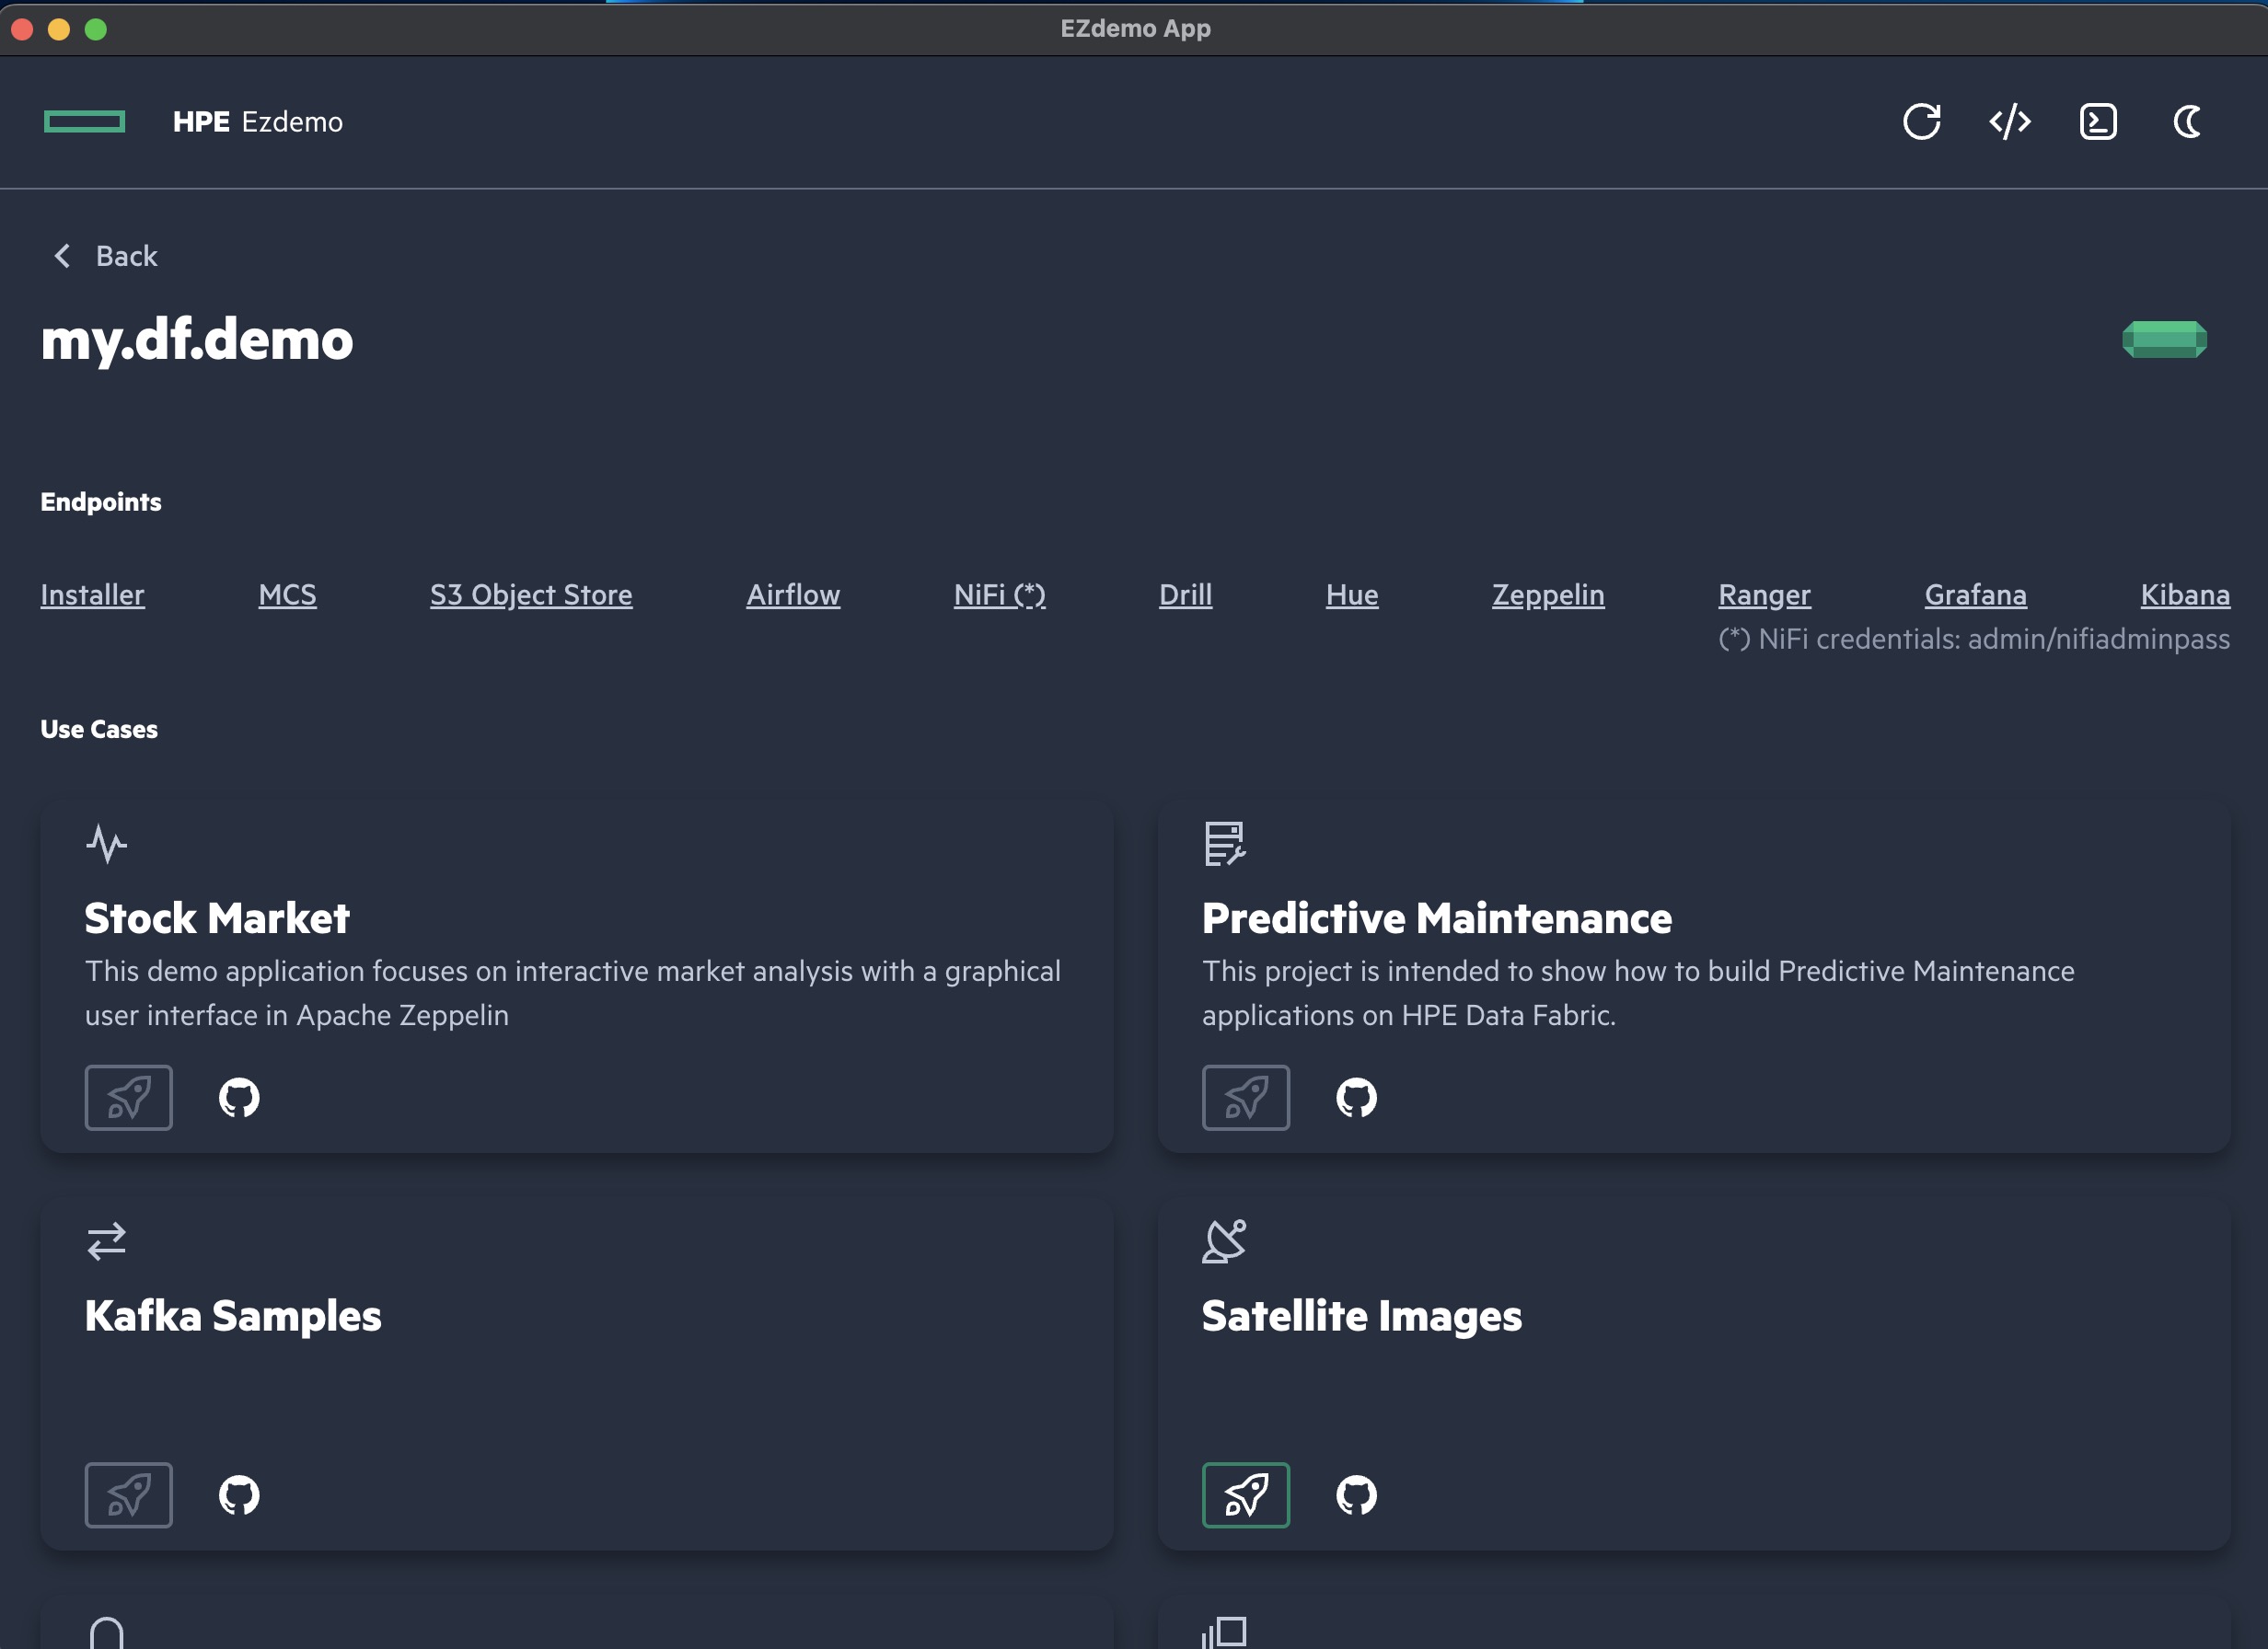 EZdemo App
HPE Ezdemo
Back
my.df.demo
Endpoints
Installer MCS S3 Object Store Airflow NiFi (*) Drill Hue Zeppelin Ranger Grafana Kibana
(*) NiFi credentials: admin/nifiadminpass
Use Cases
Stock Market
This demo application focuses on interactive market analysis with a graphical
user interface in Apache Zeppelin
Predictive Maintenance
This project is intended to show how to build Predictive Maintenance
applications on HPE Data Fabric.
Kafka Samples
Satellite Images